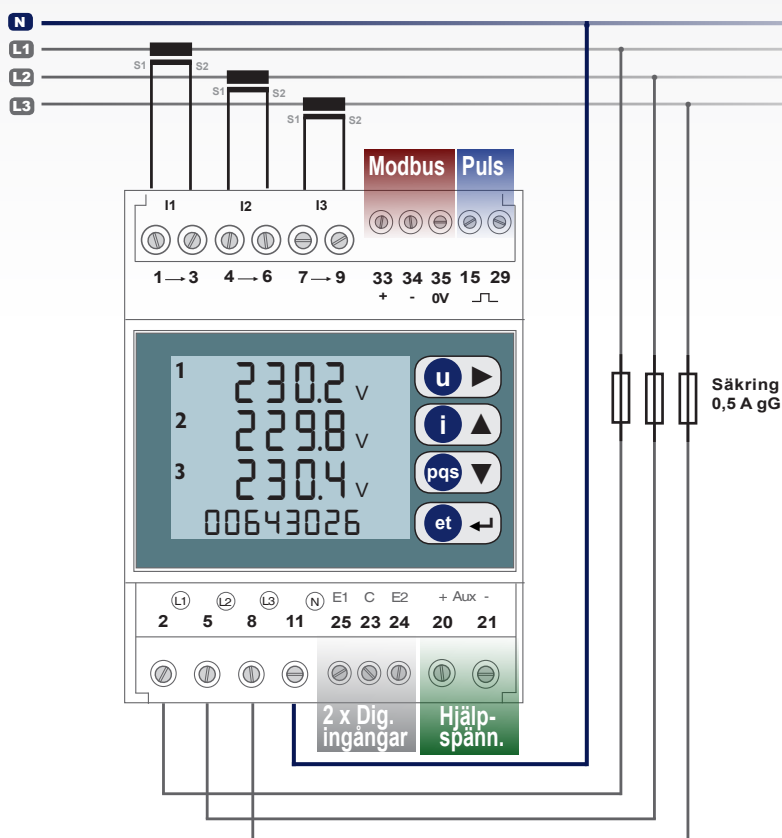 N
L1
L2
L3
S1 S2
S1 S2
S1 S2
Modbus Puls
I1 I2 I3
1 → 3 4 → 6 7 → 9 33 34 35 15 29
+ - 0V
1 230.2 V
2 229.8 V
3 230.4 V
00643026
u
i
pqs
et
Säkring
0,5 A gG
L1 L2 L3 N E1 C E2 + Aux -
2 5 8 11 25 23 24 20 21
2 x Dig.
ingångar
Hjälp-
spänn.